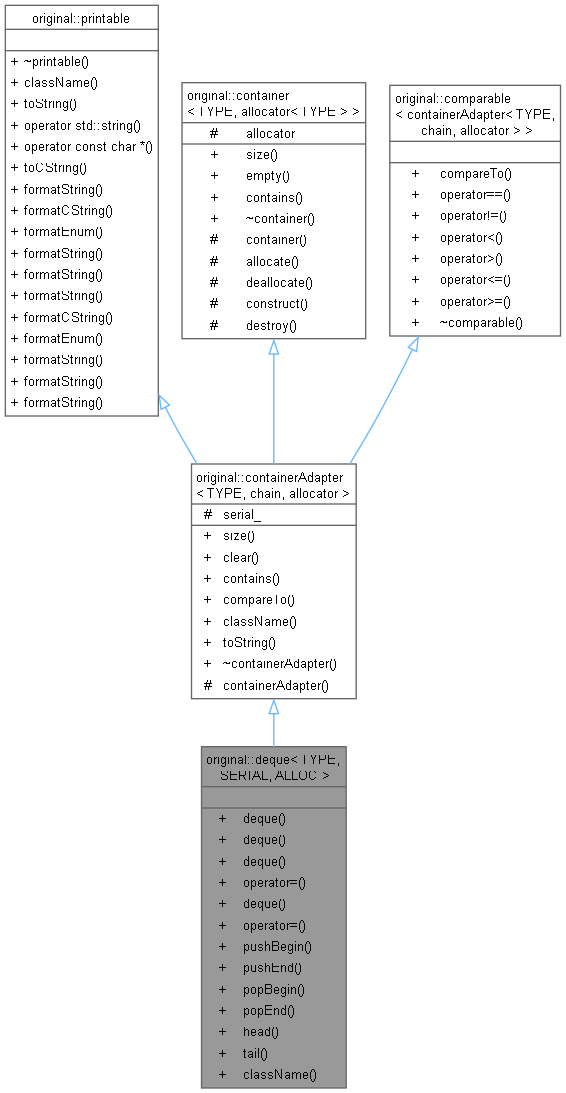 original::printable
+ ~printable()
+ className()
+ toString()
+ operator std::string()
+ operator const char *()
+ toCString()
+ formatString()
+ formatCString()
+ formatEnum()
+ formatString()
+ formatString()
+ formatString()
+ formatCString()
+ formatEnum()
+ formatString()
+ formatString()
+ formatString()
original::container
< TYPE, allocator< TYPE > >
# allocator
+ size()
+ empty()
+ contains()
+ ~container()
# container()
# allocate()
# deallocate()
# construct()
# destroy()
original::comparable
< containerAdapter< TYPE,
chain, allocator > >
+ compareTo()
+ operator==()
+ operator!=()
+ operator<()
+ operator>()
+ operator<=()
+ operator>=()
+ ~comparable()
original::containerAdapter
< TYPE, chain, allocator >
# serial_
+ size()
+ clear()
+ contains()
+ compareTo()
+ className()
+ toString()
+ ~containerAdapter()
# containerAdapter()
original::deque< TYPE,
SERIAL, ALLOC >
+ deque()
+ deque()
+ deque()
+ operator=()
+ deque()
+ operator=()
+ pushBegin()
+ pushEnd()
+ popBegin()
+ popEnd()
+ head()
+ tail()
+ className()